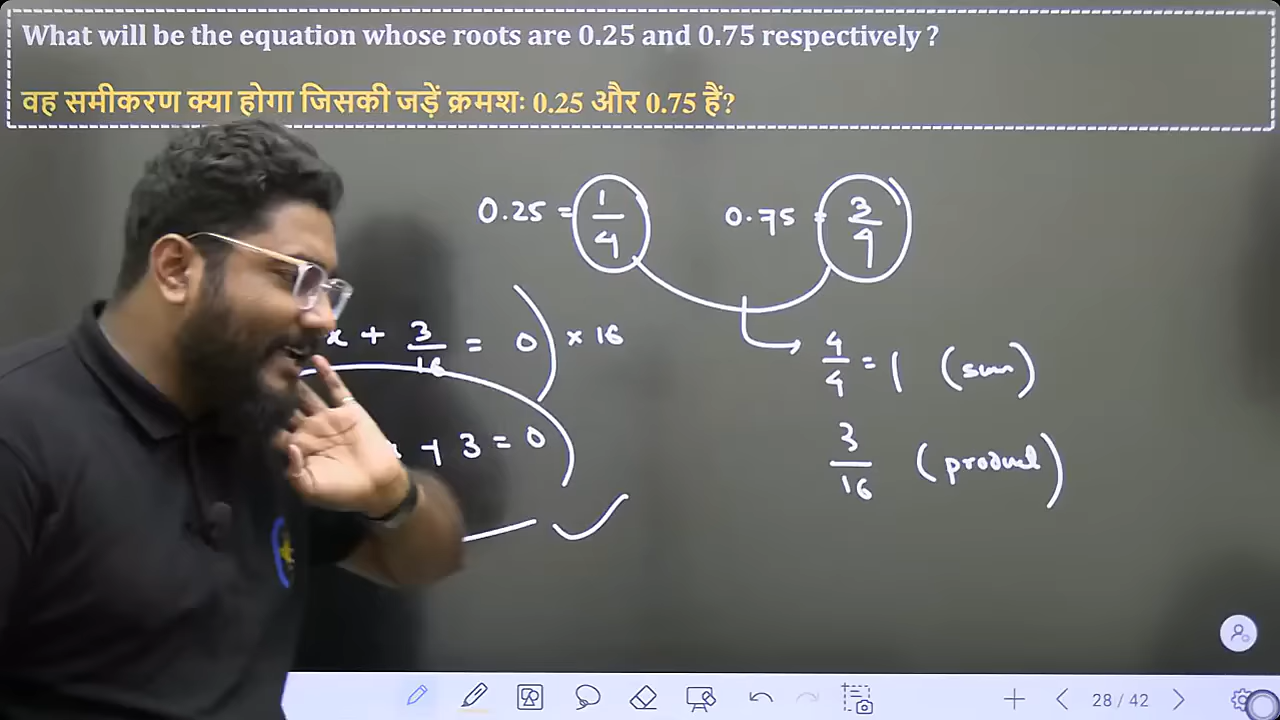 What will be the equation whose roots are 0.25 and 0.75 respectively ?
वह समीकरण क्या होगा जिसकी जड़ें क्रमशः 0.25 और 0.75 हैं?
0.25 = 1/4 0.75 = 3/4
x + 3/16 = 0 ) × 16
4/4 = 1 (sum)
+ 3 = 0
3/16 (product)
28 / 42